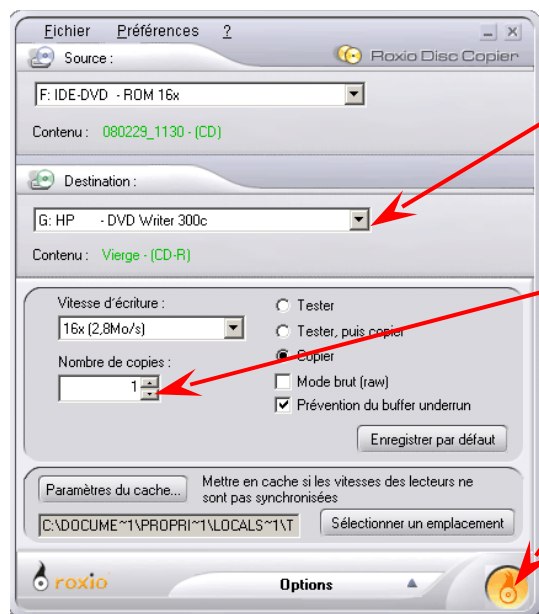 Fichier Préférences ?
Source : Roxio Disc Copier
F: IDE-DVD - ROM 16x
Contenu : 080229_1130 - (CD)
Destination :
G: HP - DVD Writer 300c
Contenu : Vierge - (CD-R)
Vitesse d'écriture :
16x (2,8Mo/s)
Nombre de copies :
1
Tester
Tester, puis copier
Copier
Mode brut (raw)
Prévention du buffer underrun
Enregistrer par défaut
Paramètres du cache...
Mettre en cache si les vitesses des lecteurs ne
sont pas synchronisées
C:\DOCUME~1\PROPRI~1\LOCALS~1\T
Sélectionner un emplacement
roxio
Options